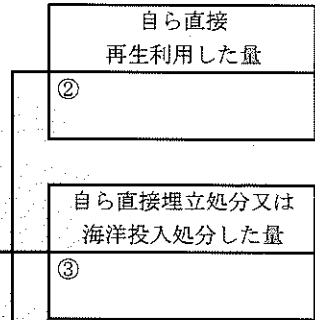 自ら直接
再生利用した量
②
自ら直接埋立処分又は
海洋投入処分した量
③